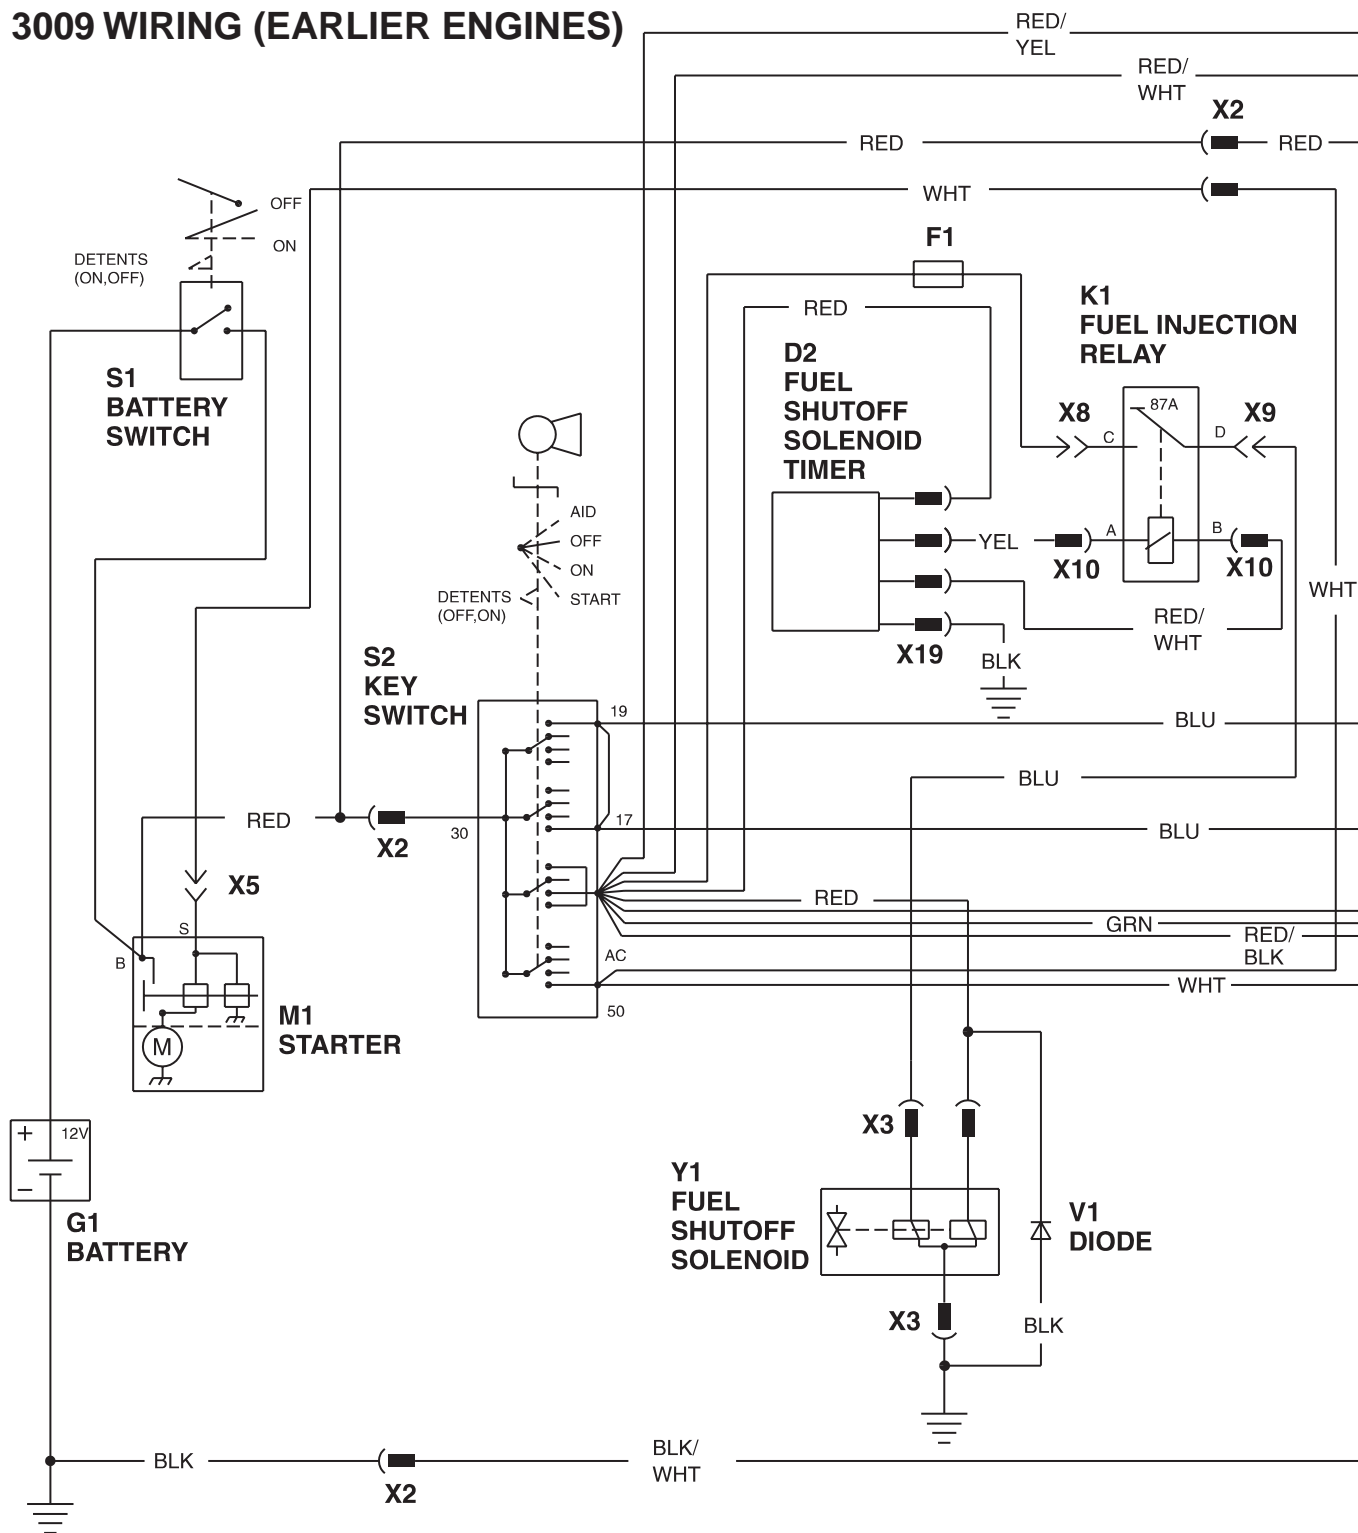 3009 WIRING (EARLIER ENGINES)
RED/
YEL
RED/
WHT
X2
RED
RED
WHT
OFF
ON
DETENTS
(ON,OFF)
F1
RED
K1
FUEL INJECTION
RELAY
D2
FUEL
SHUTOFF
SOLENOID
TIMER
S1
BATTERY
SWITCH
87A
X8
C
D
X9
AID
OFF
ON
START
DETENTS
(OFF,ON)
YEL
A
B
X10
X10
WHT
RED/
WHT
X19
BLK
S2
KEY
SWITCH
19
BLU
BLU
RED
30
17
BLU
X2
X5
RED
GRN
RED/
BLK
S
B
AC
WHT
50
M1
STARTER
M
+
12V
−
X3
Y1
FUEL
SHUTOFF
SOLENOID
V1
DIODE
G1
BATTERY
X3
BLK
BLK
BLK/
WHT
X2